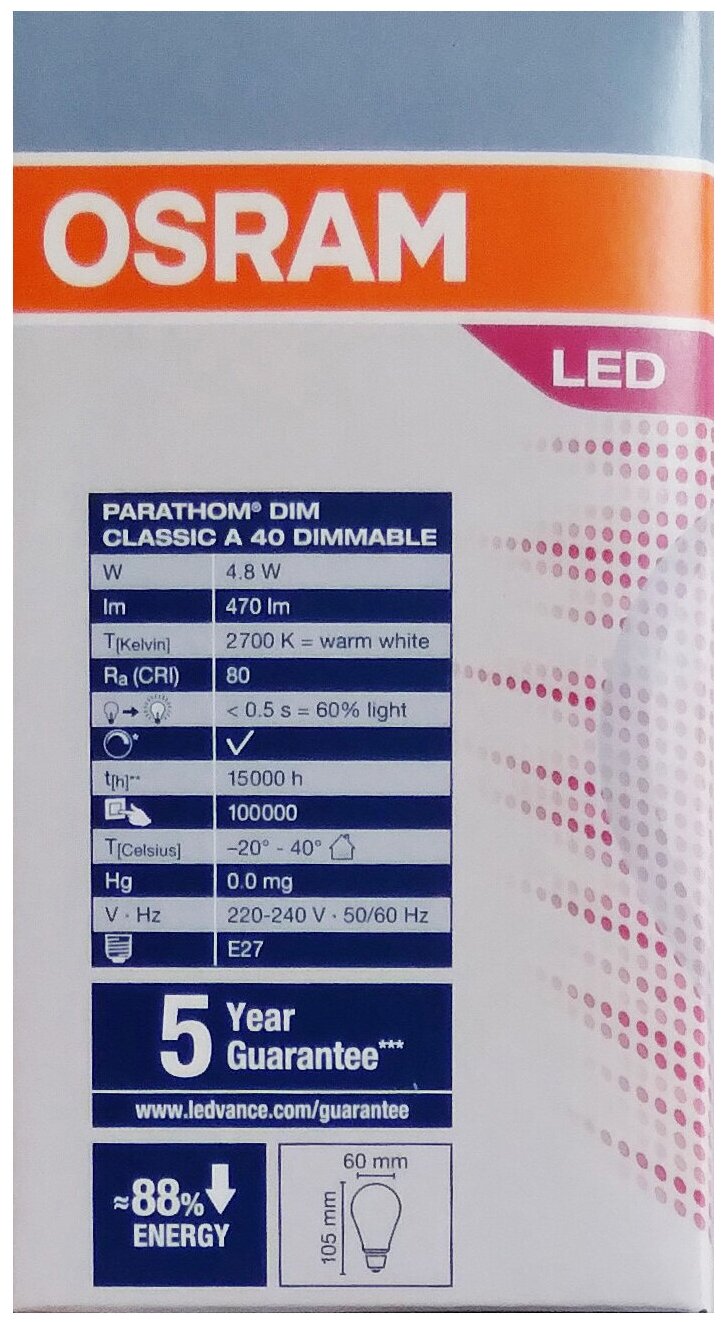 OSRAM
LED
PARATHOM® DIM
CLASSIC A 40 DIMMABLE
W 4.8 W
lm 470 lm
T[Kelvin] 2700 K = warm white
Ra (CRI) 80
< 0.5 s = 60% light
* ✓
t[h]** 15000 h
100000
T[Celsius] –20° - 40°
Hg 0.0 mg
V · Hz 220-240 V · 50/60 Hz
E27
5 Year
Guarantee***
www.ledvance.com/guarantee
≈88%
ENERGY
60 mm
105 mm